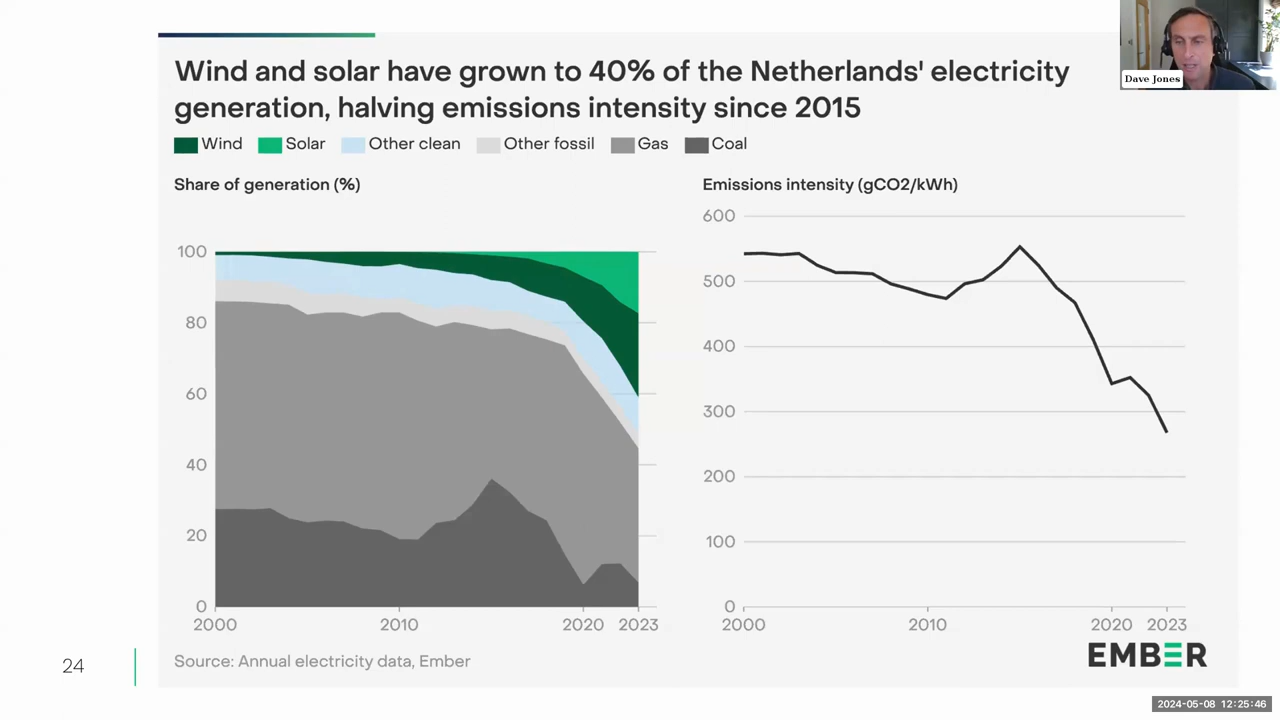 Dave Jones
Wind and solar have grown to 40% of the Netherlands' electricity
generation, halving emissions intensity since 2015
Wind Solar Other clean Other fossil Gas Coal
Share of generation (%)
100
80
60
40
20
0
2000 2010 2020 2023
Emissions intensity (gCO2/kWh)
600
500
400
300
200
100
0
2000 2010 2020 2023
24
Source: Annual electricity data, Ember
EMBER
2024-05-08 12:25:46